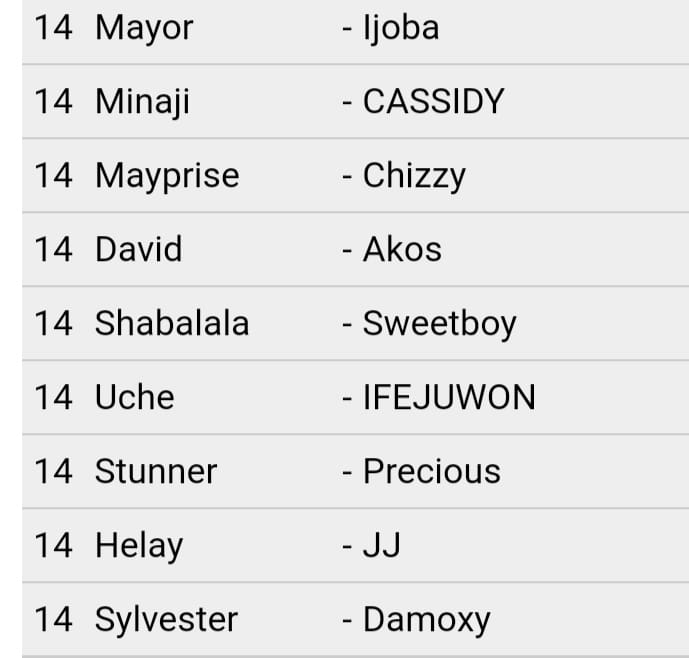 14 Mayor - Ijoba
14 Minaji - CASSIDY
14 Mayprise - Chizzy
14 David - Akos
14 Shabalala - Sweetboy
14 Uche - IFEJUWON
14 Stunner - Precious
14 Helay - JJ
14 Sylvester - Damoxy